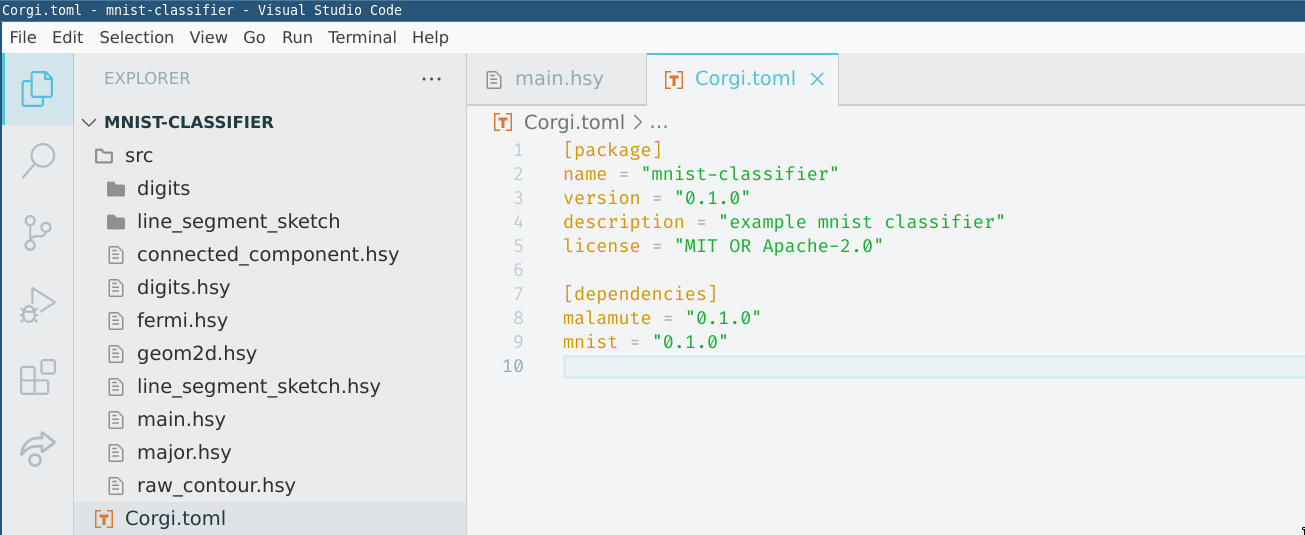 Corgi.toml - mnist-classifier - Visual Studio Code
File Edit Selection View Go Run Terminal Help
EXPLORER ...
MNIST-CLASSIFIER
src
digits
line_segment_sketch
connected_component.hsy
digits.hsy
fermi.hsy
geom2d.hsy
line_segment_sketch.hsy
main.hsy
major.hsy
raw_contour.hsy
Corgi.toml
main.hsy Corgi.toml
Corgi.toml > ...
1 [package]
2 name = "mnist-classifier"
3 version = "0.1.0"
4 description = "example mnist classifier"
5 license = "MIT OR Apache-2.0"
6
7 [dependencies]
8 malamute = "0.1.0"
9 mnist = "0.1.0"
10